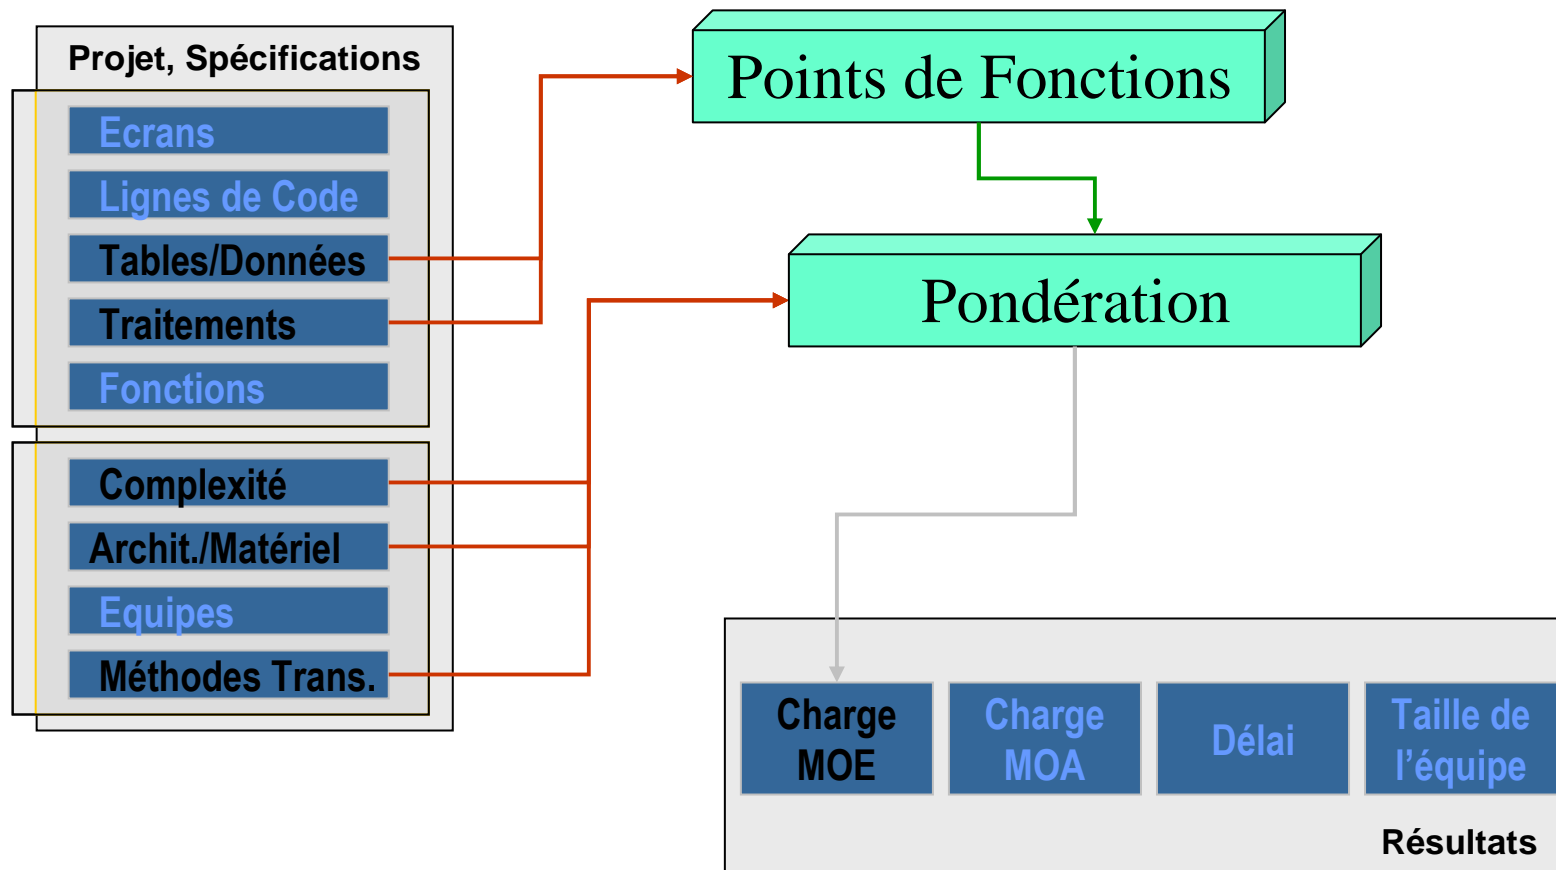 Projet, Spécifications
Ecrans
Lignes de Code
Tables/Données
Traitements
Fonctions
Complexité
Archit./Matériel
Equipes
Méthodes Trans.
Points de Fonctions
Pondération
Charge
MOE
Charge
MOA
Délai
Taille de
l’équipe
Résultats